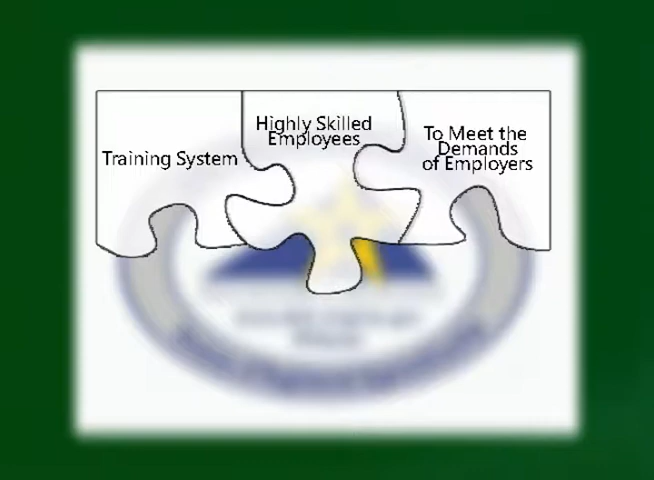 Training System
Highly Skilled
Employees
To Meet the
Demands
of Employers